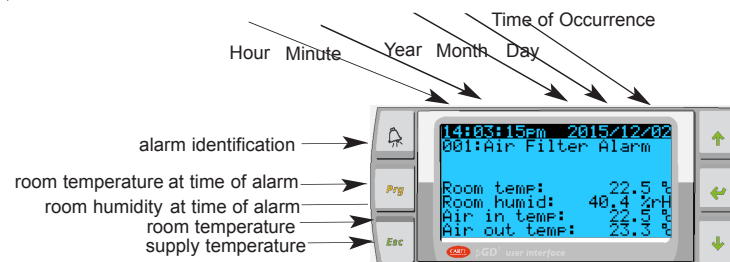 Time of Occurrence
Hour Minute Year Month Day
14:03:15pm 2015/12/02
001:Air Filter Alarm
alarm identification
room temperature at time of alarm
room humidity at time of alarm
room temperature
supply temperature
Prg
Esc
Room temp: 22.5 ℃
Room humid: 40.4 %rH
Air in temp: 22.5 ℃
Air out temp: 23.3 ℃
CAREL pGD¹ user interface